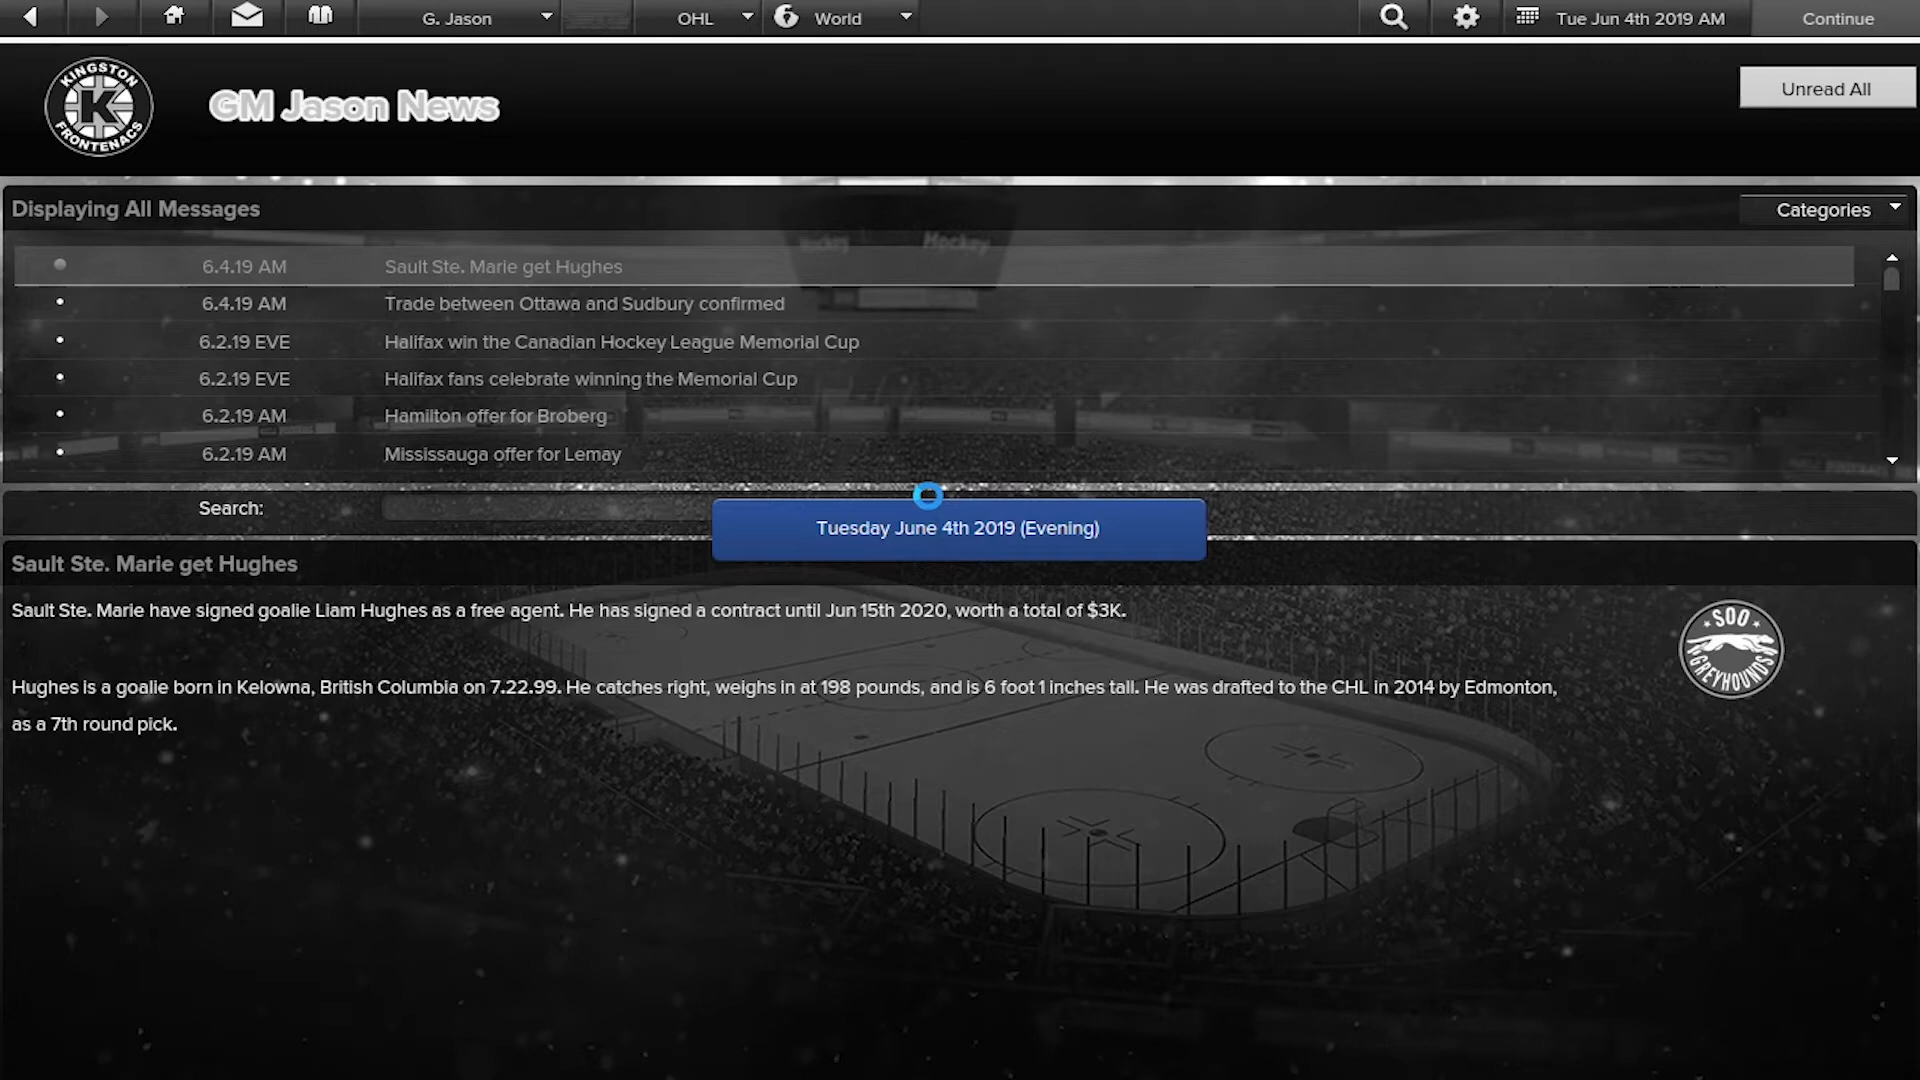 G. Jason
OHL
World
Tue Jun 4th 2019 AM
Continue
KINGSTON
K
FRONTENACS
GM Jason News
Unread All
Displaying All Messages
Categories
Hockey
6.4.19 AM Sault Ste. Marie get Hughes
6.4.19 AM Trade between Ottawa and Sudbury confirmed
6.2.19 EVE Halifax win the Canadian Hockey League Memorial Cup
6.2.19 EVE Halifax fans celebrate winning the Memorial Cup
6.2.19 AM Hamilton offer for Broberg
6.2.19 AM Mississauga offer for Lemay
Search:
Tuesday June 4th 2019 (Evening)
Sault Ste. Marie get Hughes
Sault Ste. Marie have signed goalie Liam Hughes as a free agent. He has signed a contract until Jun 15th 2020, worth a total of $3K.
SOO
GREYHOUNDS
Hughes is a goalie born in Kelowna, British Columbia on 7.22.99. He catches right, weighs in at 198 pounds, and is 6 foot 1 inches tall. He was drafted to the CHL in 2014 by Edmonton,
as a 7th round pick.